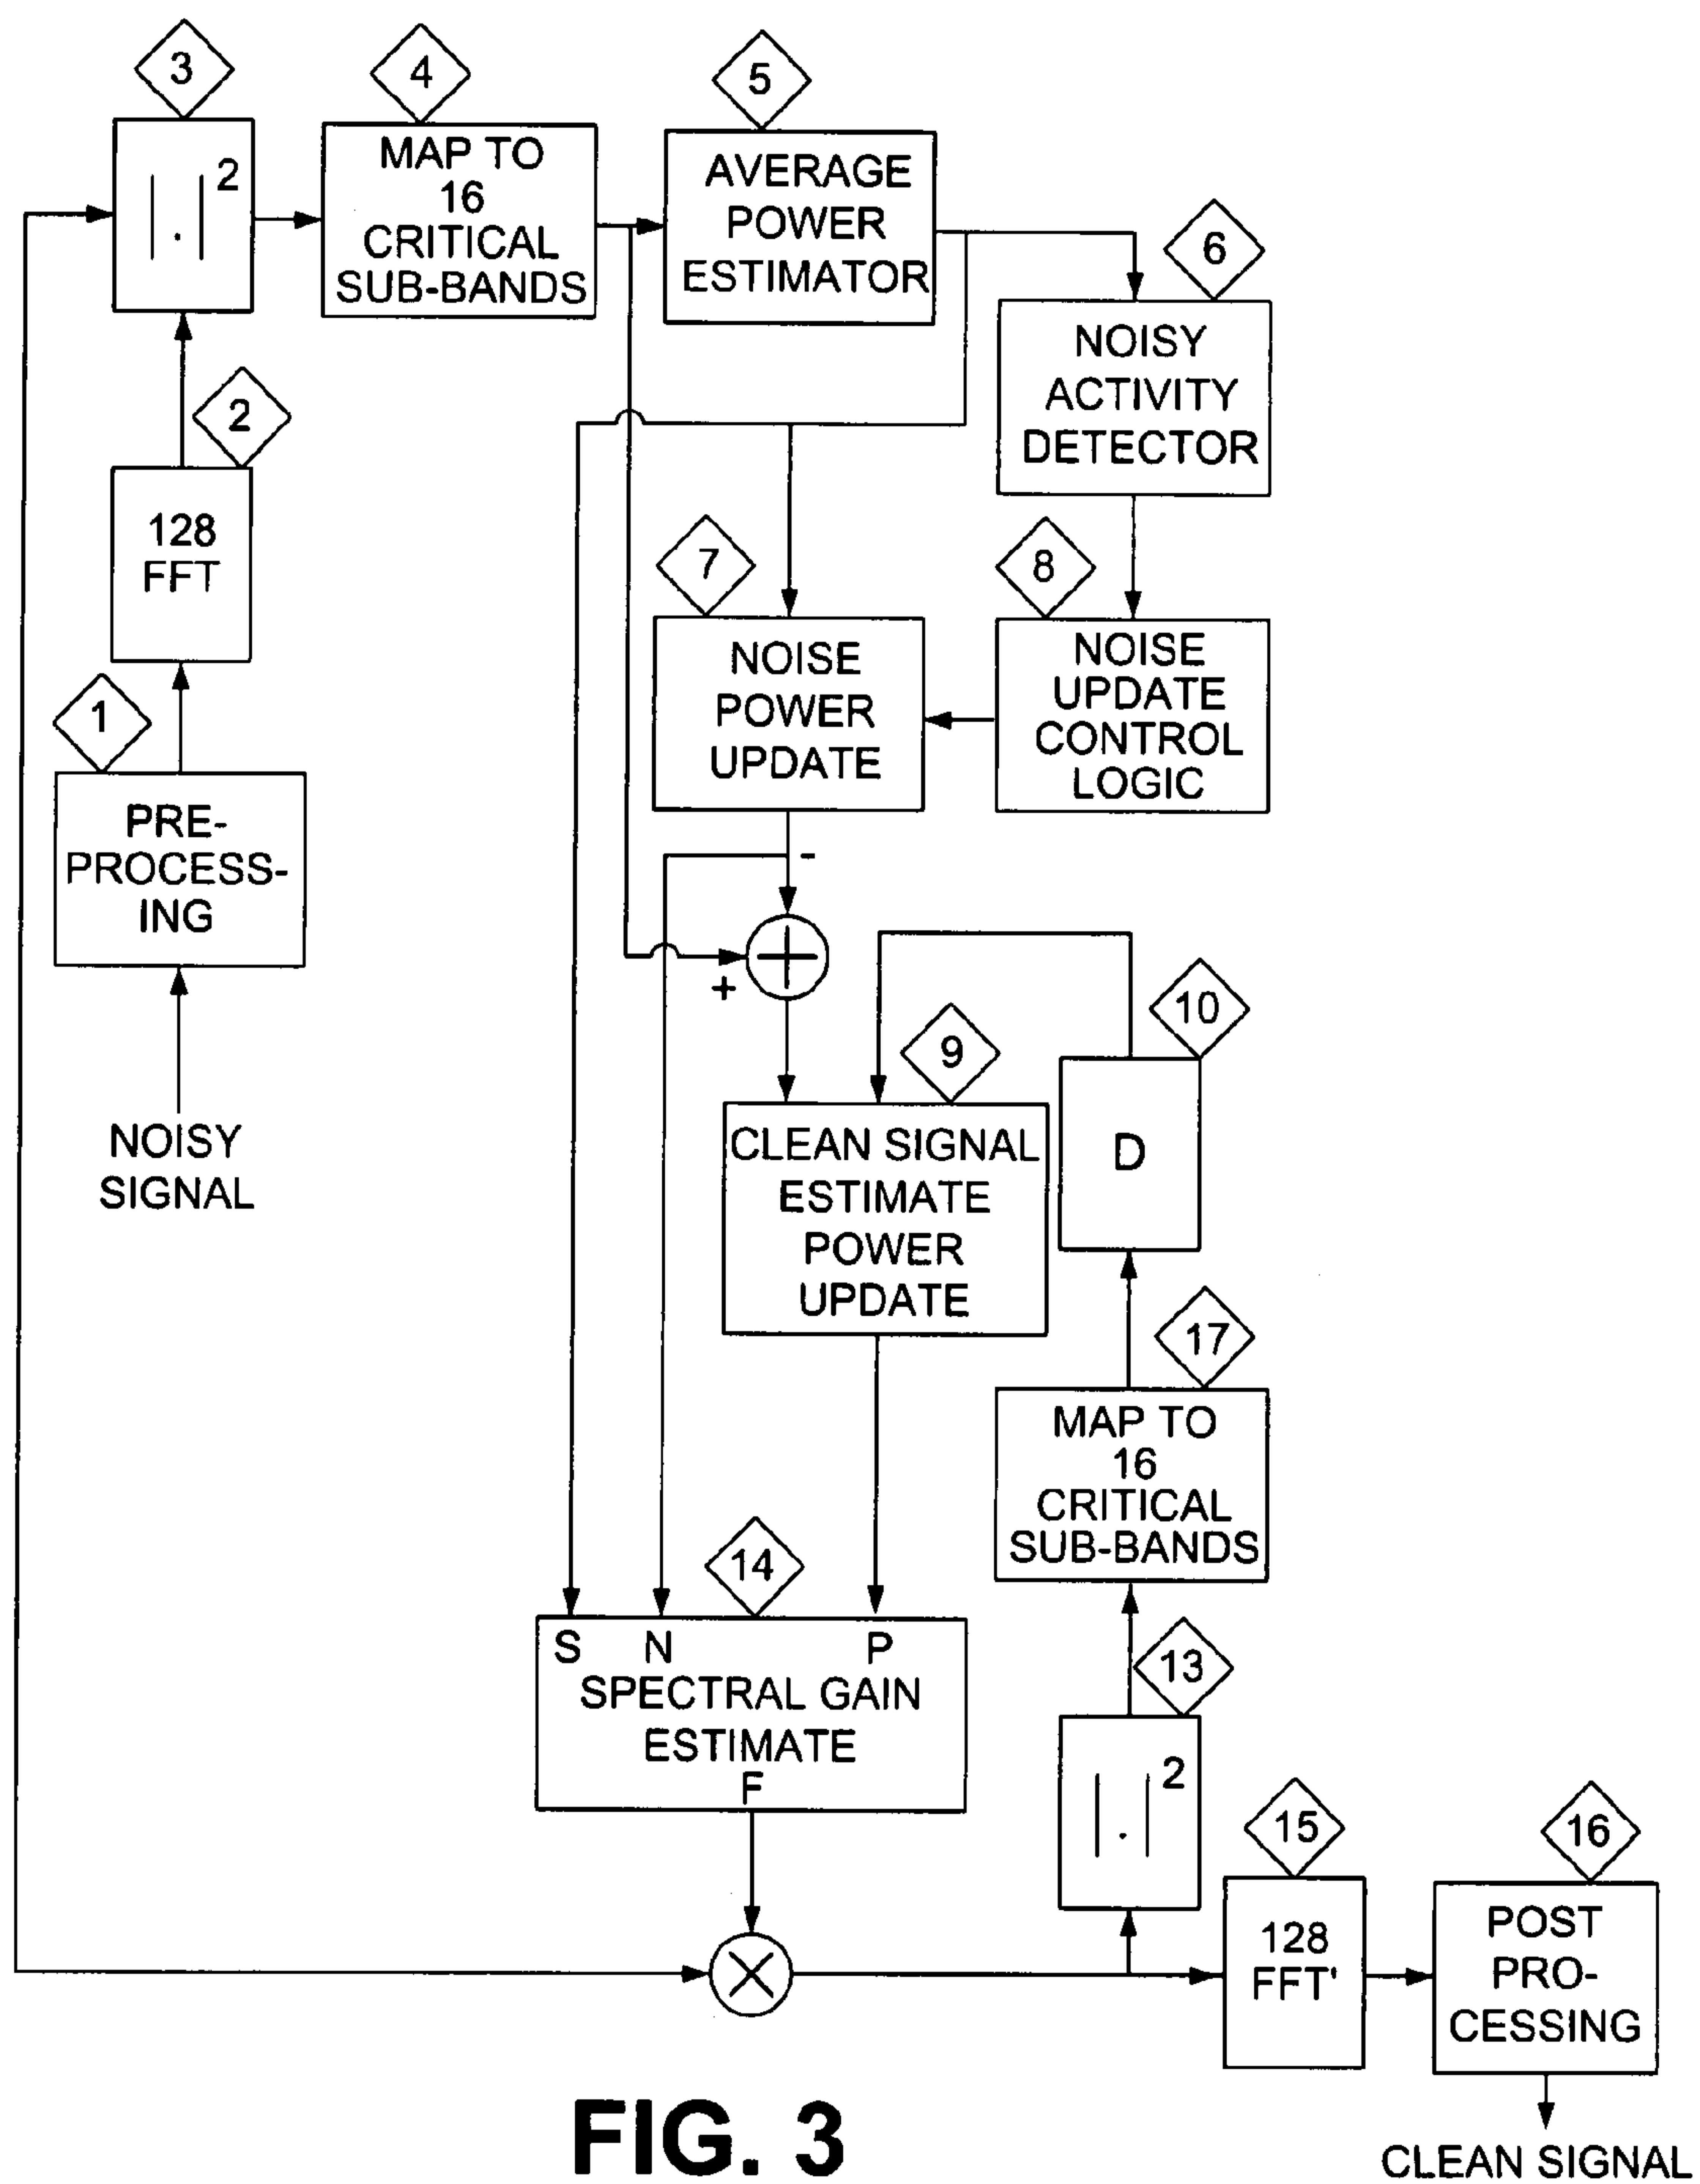 3
4
5
6
| . | 2
MAP TO
16
CRITICAL
SUB-BANDS
AVERAGE
POWER
ESTIMATOR
NOISY
ACTIVITY
DETECTOR
2
128
FFT
7
8
NOISE
POWER
UPDATE
NOISE
UPDATE
CONTROL
LOGIC
1
PRE-
PROCESS-
ING
NOISY
SIGNAL
-
+
+
9
10
CLEAN SIGNAL
ESTIMATE
POWER
UPDATE
D
17
MAP TO
16
CRITICAL
SUB-BANDS
14
S N P
SPECTRAL GAIN
ESTIMATE
F
13
| . | 2
X
15
128
FFT'
16
POST
PRO-
CESSING
CLEAN SIGNAL
FIG. 3